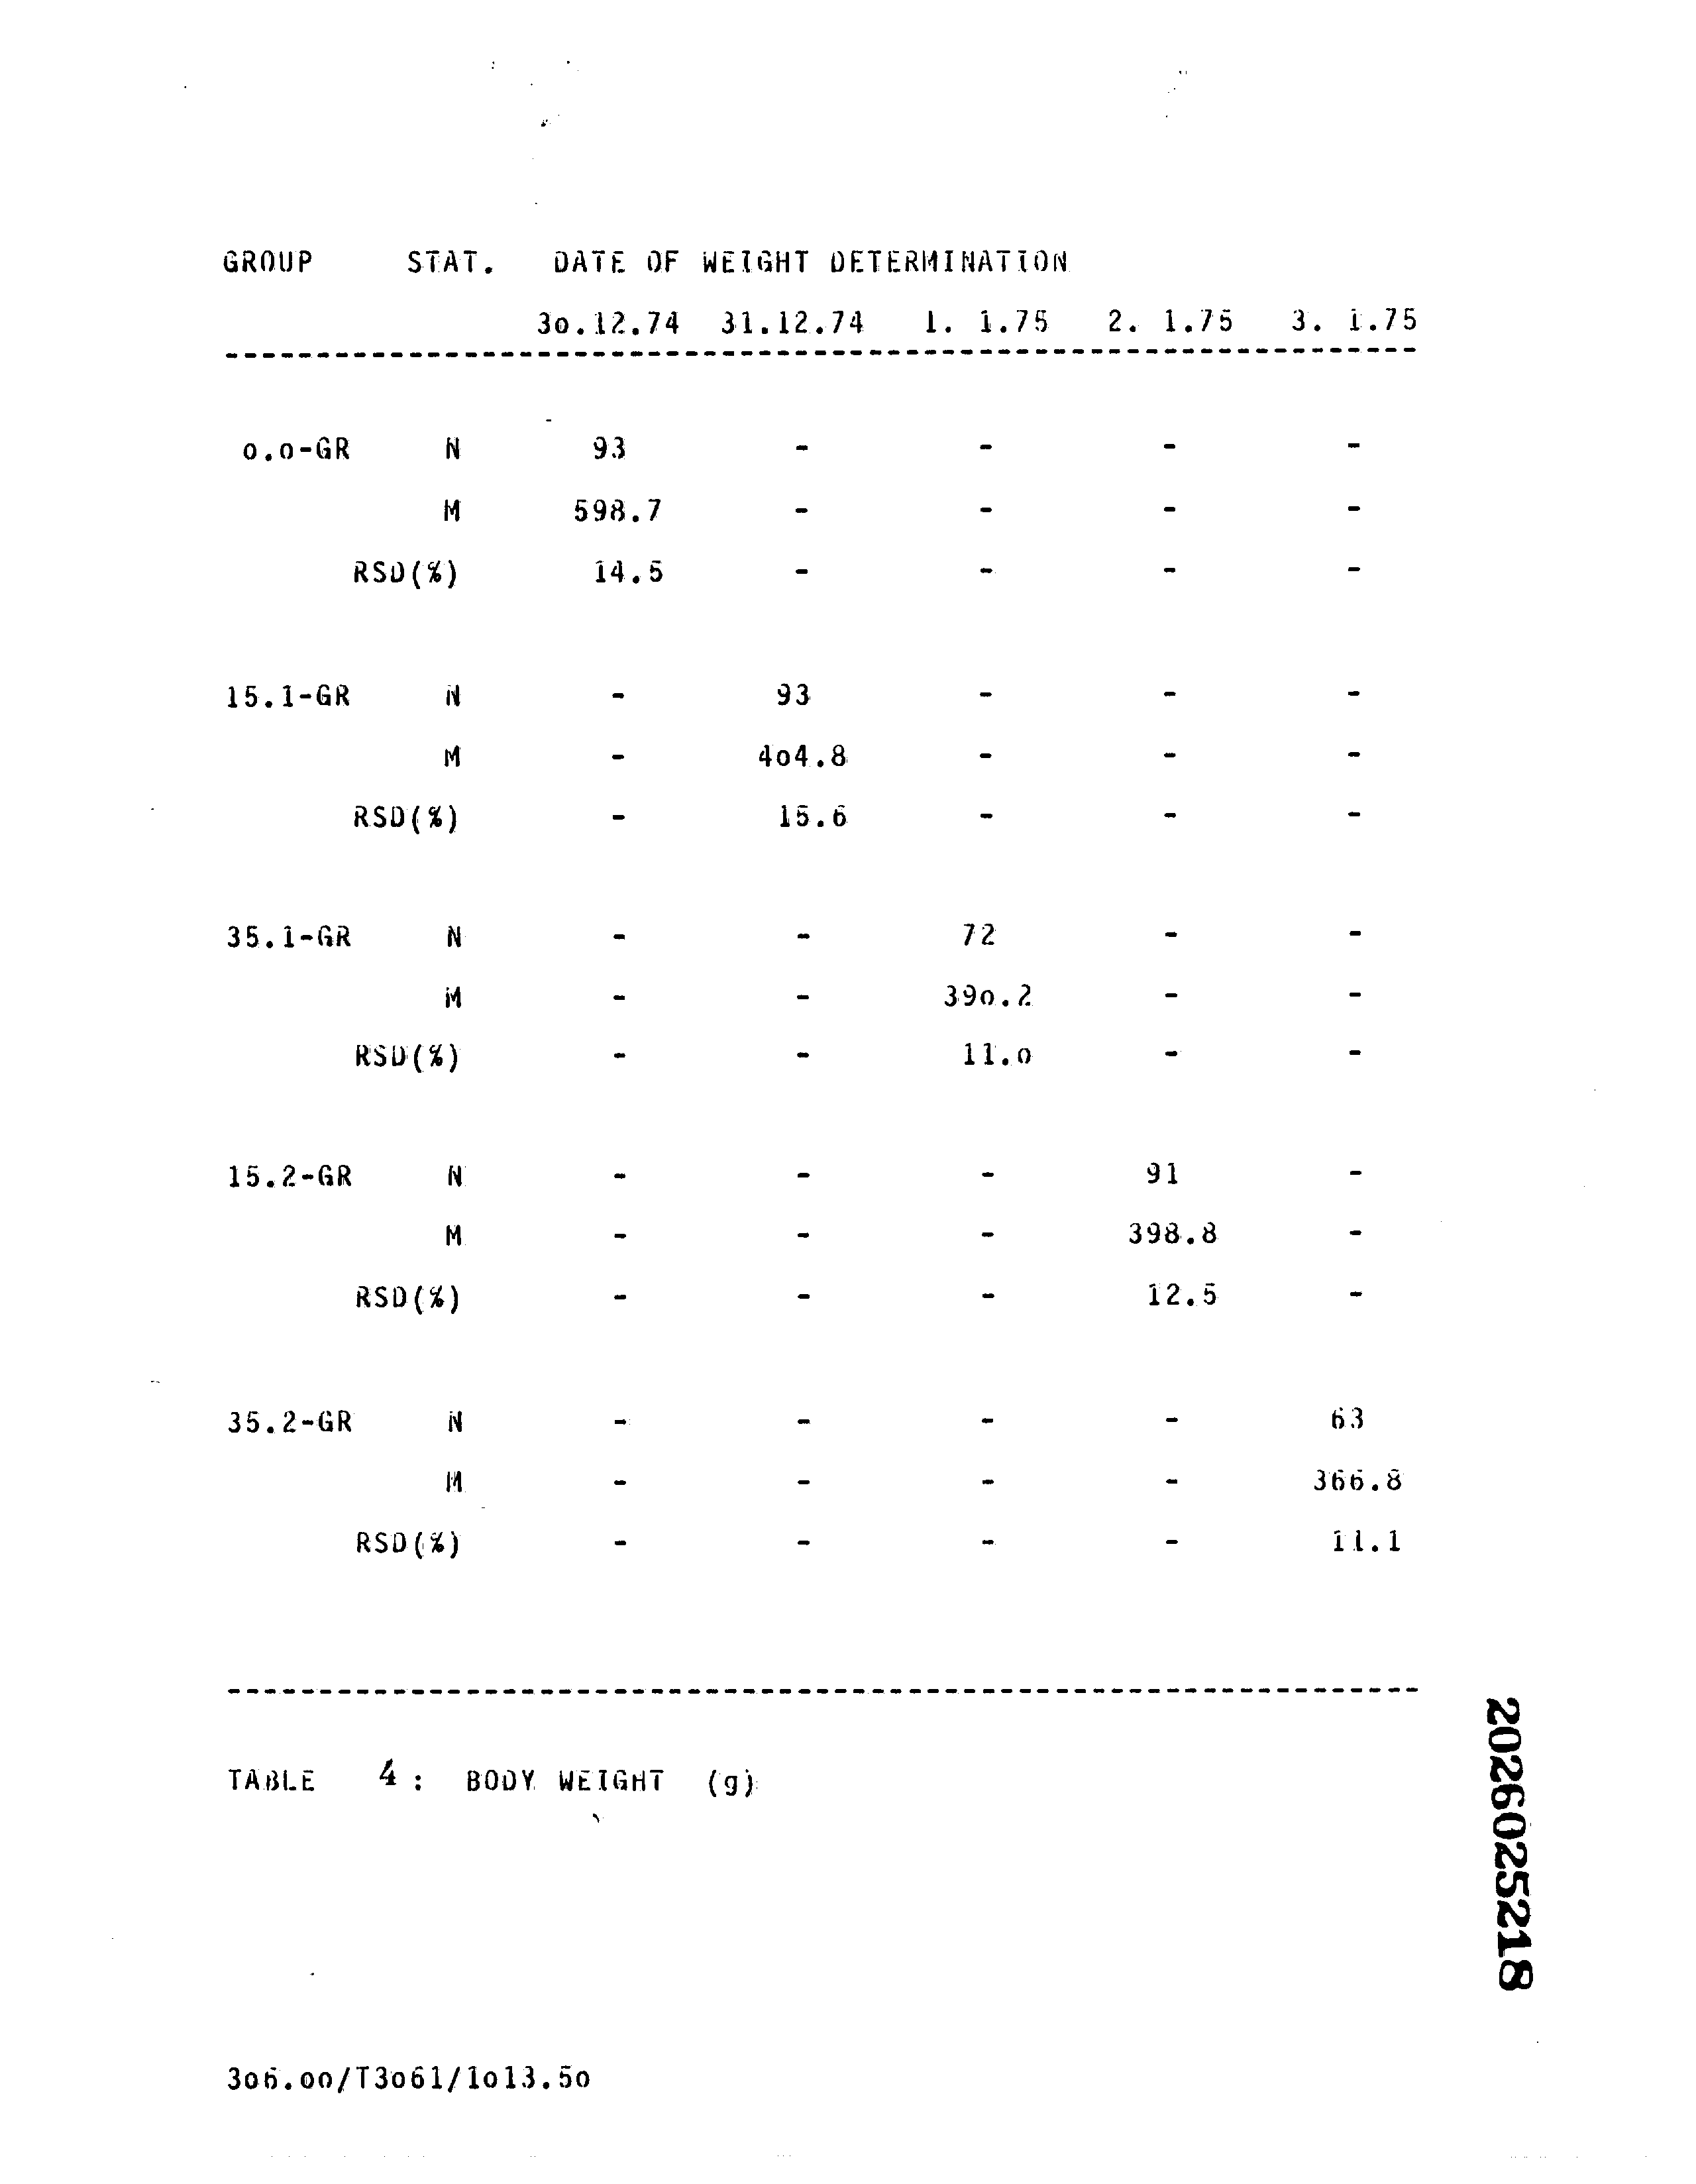 GROUP STAT. DATE OF WEIGHT DETERMINATION
3o.12.74 31.12.74 1. 1.75 2. 1.75 3. 1.75
-----------------------------------------------------------------
o.o-GR N 93 - - - -
M 598.7 - - - -
RSD(%) 14.5 - - - -
15.1-GR N - 93 - - -
M - 4o4.8 - - -
RSD(%) - 15.6 - - -
35.1-GR N - - 72 - -
M - - 39o.2 - -
RSD(%) - - 11.o - -
15.2-GR N - - - 91 -
M - - - 398.8 -
RSD(%) - - - 12.5 -
35.2-GR N - - - - 63
M - - - - 366.8
RSD(%) - - - - 11.1
-----------------------------------------------------------------
TABLE 4 : BODY WEIGHT (g)
2026025218
3o6.oo/T3o61/1o13.5o